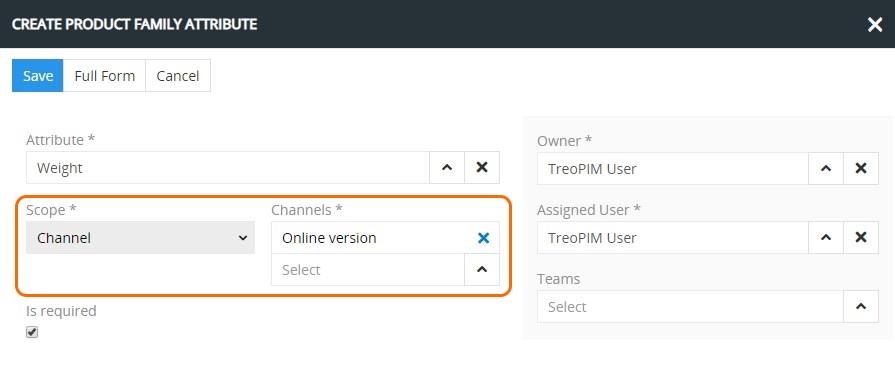 CREATE PRODUCT FAMILY ATTRIBUTE
Save Full Form Cancel
Attribute *
Weight
Scope *
Channel
Channels *
Online version
Select
Is required
Owner *
TreoPIM User
Assigned User *
TreoPIM User
Teams
Select